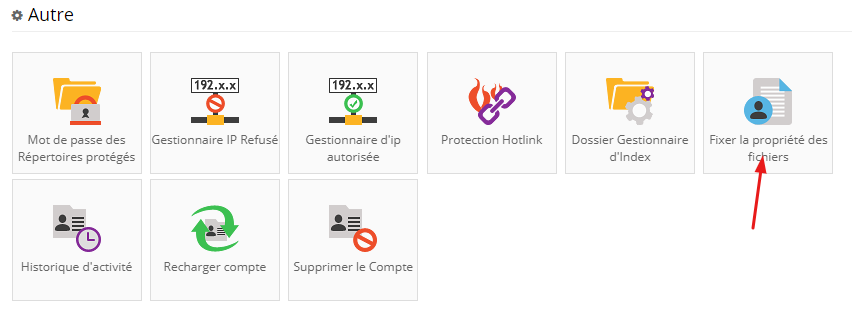 Autre
192.x.x
192.x.x
Mot de passe des
Répertoires protégés
Gestionnaire IP Refusé
Gestionnaire d'ip
autorisée
Protection Hotlink
Dossier Gestionnaire
d'Index
Fixer la propriété des
fichiers
Historique d'activité
Recharger compte
Supprimer le Compte